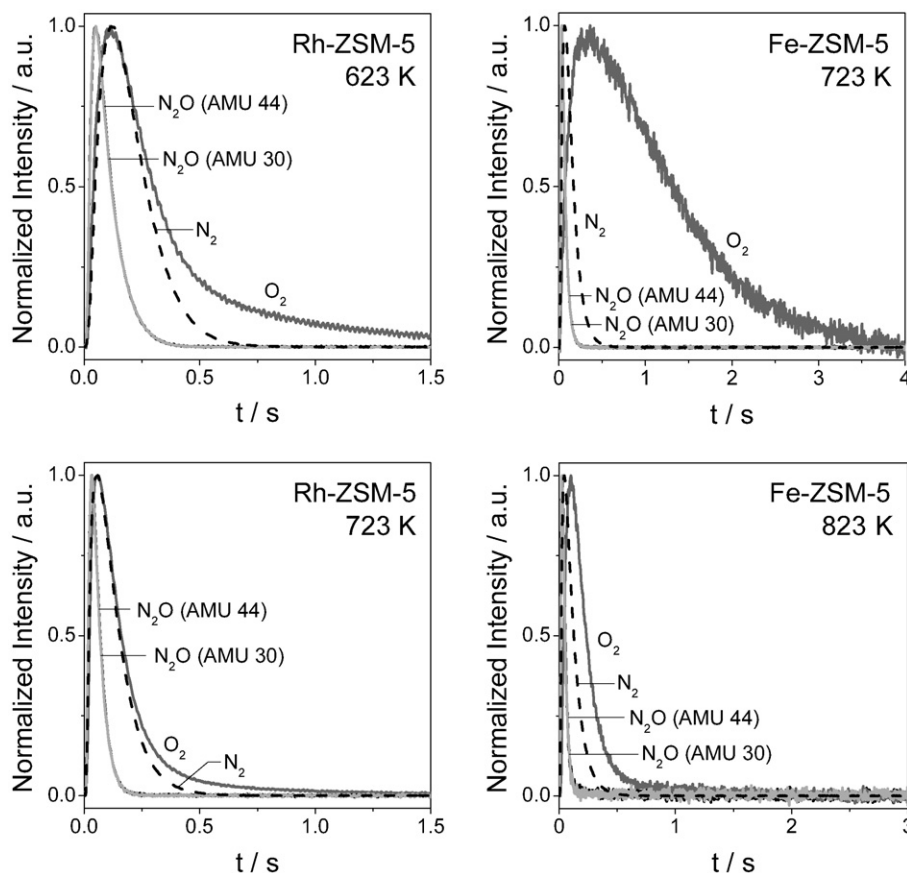 Normalized Intensity / a.u.
1.0
0.5
0.0
Rh-ZSM-5
623 K
N₂O (AMU 44)
N₂O (AMU 30)
N₂
O₂
0.0 0.5 1.0 1.5
t / s
Normalized Intensity / a.u.
1.0
0.5
0.0
Fe-ZSM-5
723 K
N₂
O₂
N₂O (AMU 44)
N₂O (AMU 30)
0 1 2 3 4
t / s
Normalized Intensity / a.u.
1.0
0.5
0.0
Rh-ZSM-5
723 K
N₂O (AMU 44)
N₂O (AMU 30)
O₂
N₂
0.0 0.5 1.0 1.5
t / s
Normalized Intensity / a.u.
1.0
0.5
0.0
Fe-ZSM-5
823 K
O₂
N₂
N₂O (AMU 44)
N₂O (AMU 30)
0 1 2 3
t / s